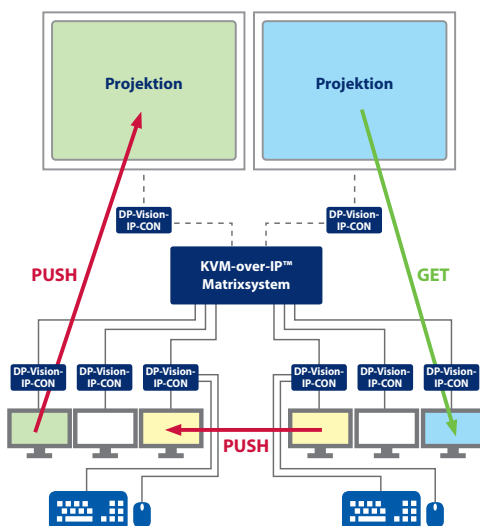 Projektion
Projektion
DP-Vision-
IP-CON
DP-Vision-
IP-CON
KVM-over-IP™
Matrixsystem
PUSH
GET
DP-Vision-
IP-CON
DP-Vision-
IP-CON
DP-Vision-
IP-CON
DP-Vision-
IP-CON
DP-Vision-
IP-CON
DP-Vision-
IP-CON
PUSH